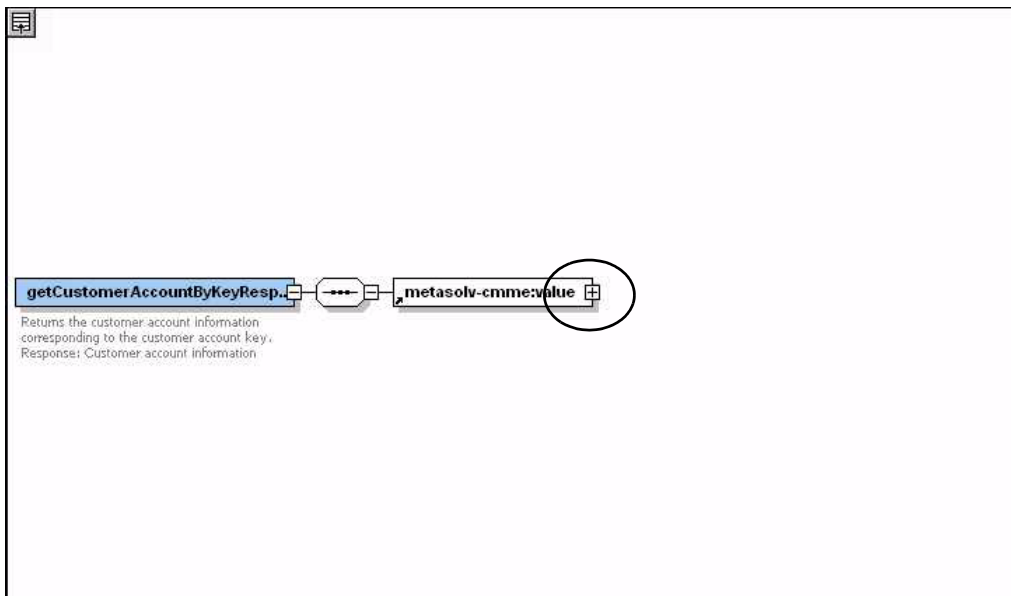 getCustomerAccountByKeyResp..
metasolv-cmme:value
Returns the customer account information
corresponding to the customer account key.
Response: Customer account information